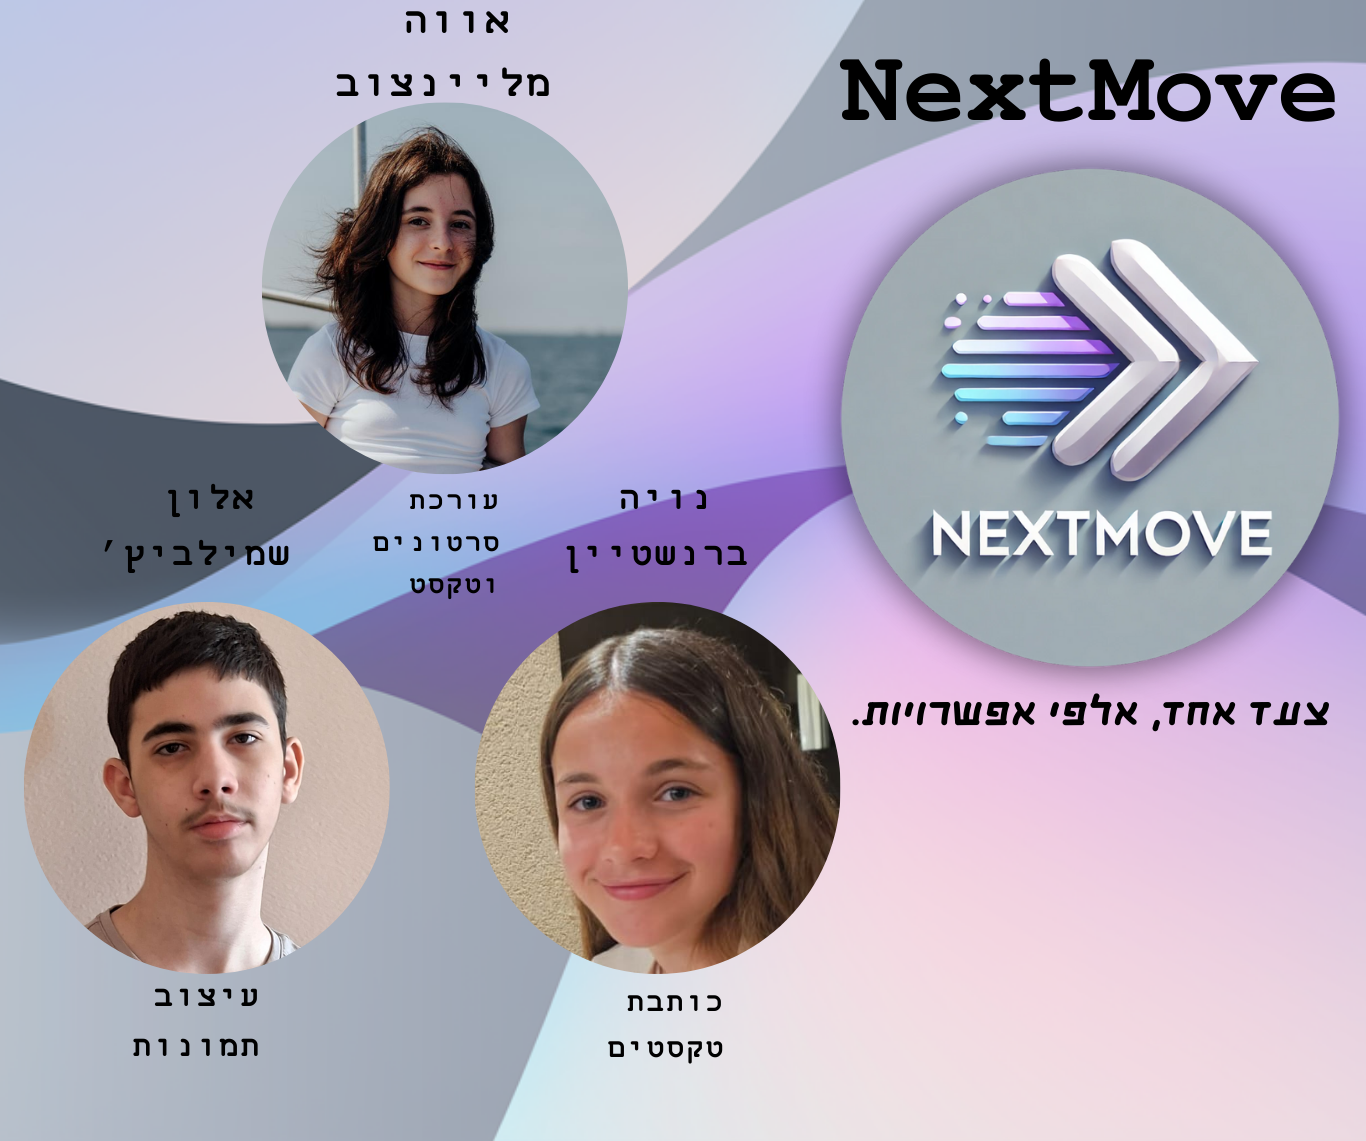 NextMove
NEXTMOVE
צעד אחד, אלפי אפשרויות.
אווה
מליינצוב
עורכת
סרטונים
וטקסט
נויה
ברנשטיין
כותבת
טקסטים
אלון
שמילביץ'
עיצוב
תמונות